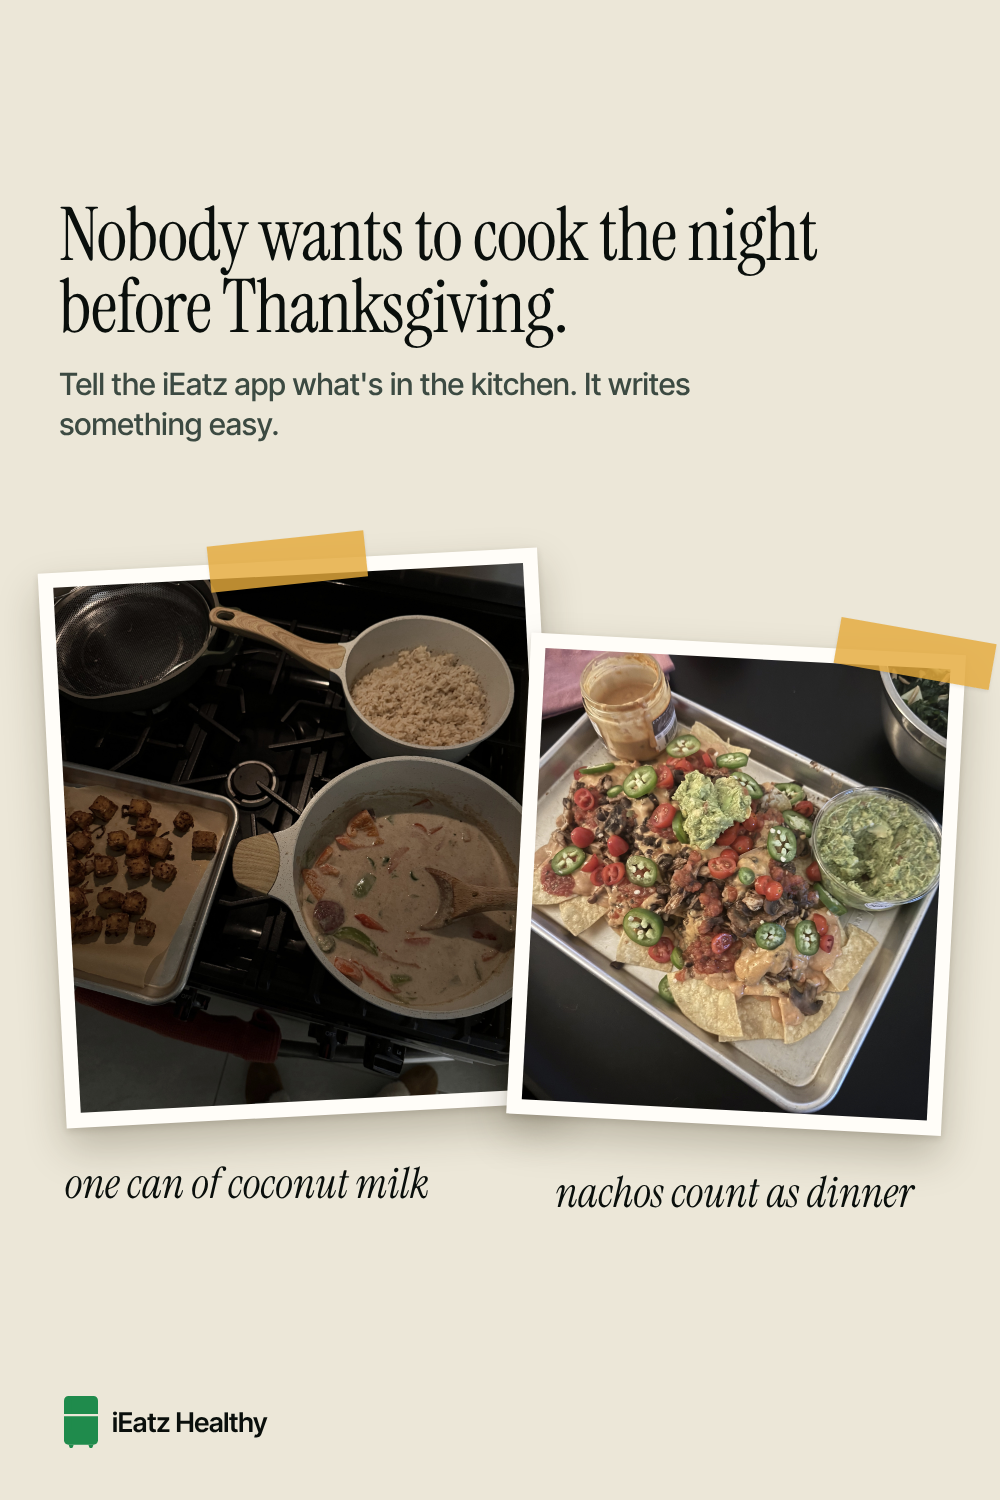 Nobody wants to cook the night
before Thanksgiving.
Tell the iEatz app what's in the kitchen. It writes
something easy.
one can of coconut milk
nachos count as dinner
iEatz Healthy